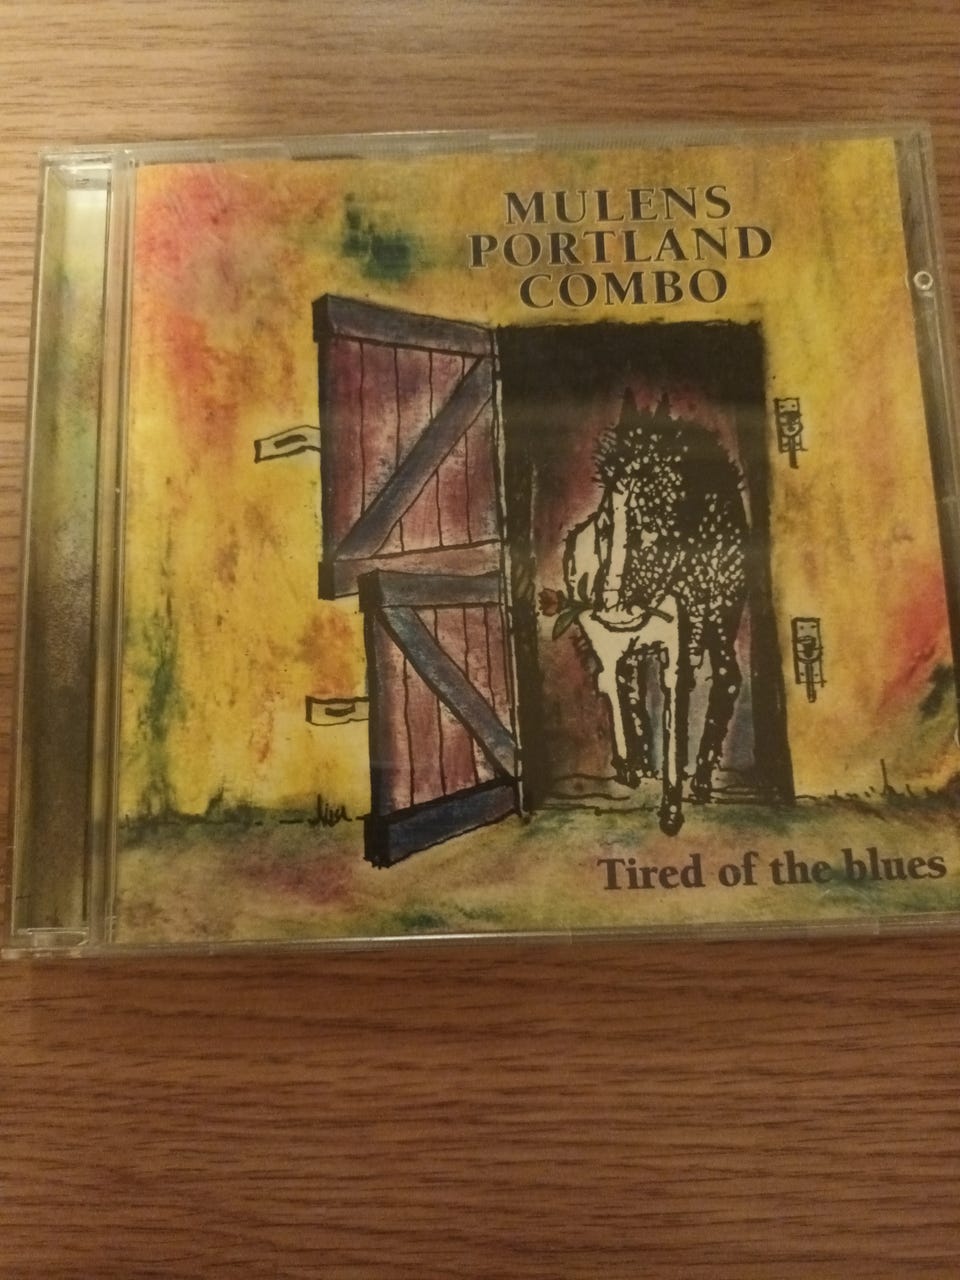 MULENS
PORTLAND
COMBO
Tired of the blues